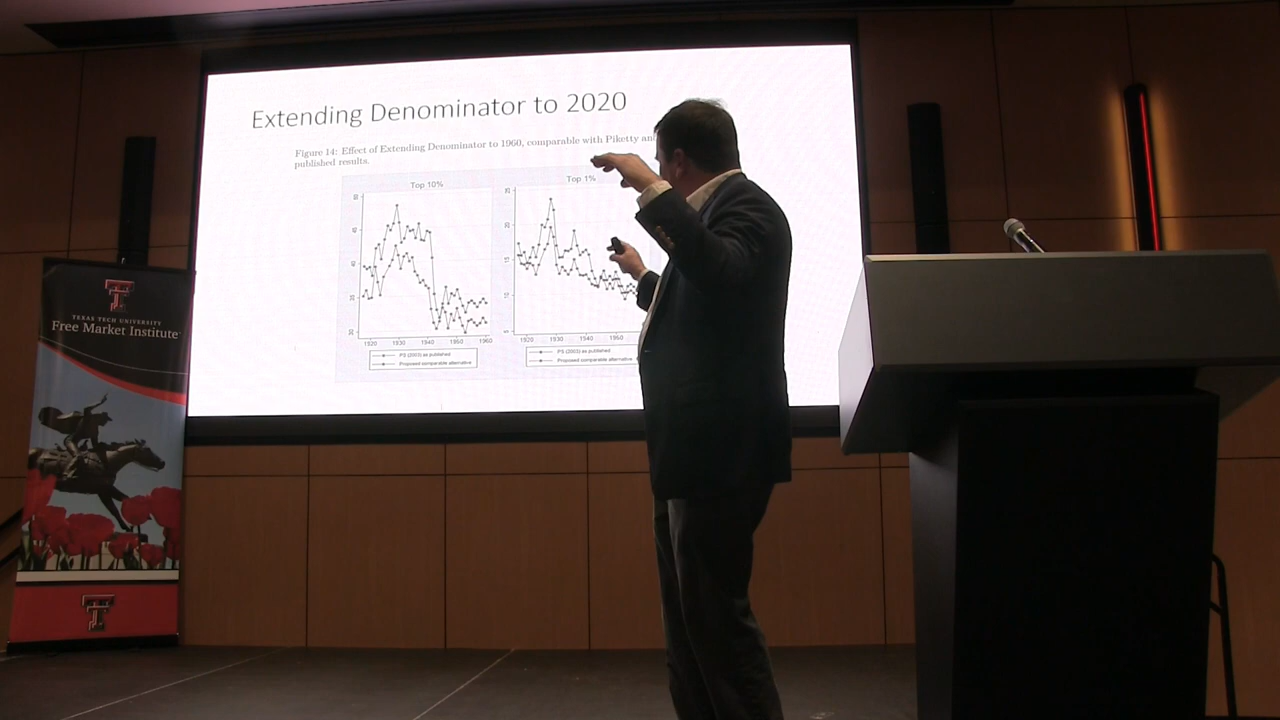 Extending Denominator to 2020
Figure 14: Effect of Extending Denominator to 1960, comparable with Piketty and
published results.
Top 10%
Top 1%
1920 1930 1940 1950 1960
1920 1930 1940 1950
PS (2003) as published
Proposed comparable alternative
PS (2003) as published
Proposed comparable alternative
TEXAS TECH UNIVERSITY
Free Market Institute